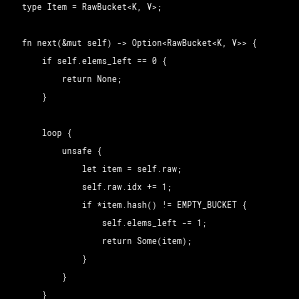 type Item = RawBucket<K, V>;
fn next(&mut self) -> Option<RawBucket<K, V>> {
if self.elems_left == 0 {
return None;
}
loop {
unsafe {
let item = self.raw;
self.raw.idx += 1;
if *item.hash() != EMPTY_BUCKET {
self.elems_left -= 1;
return Some(item);
}
}
}